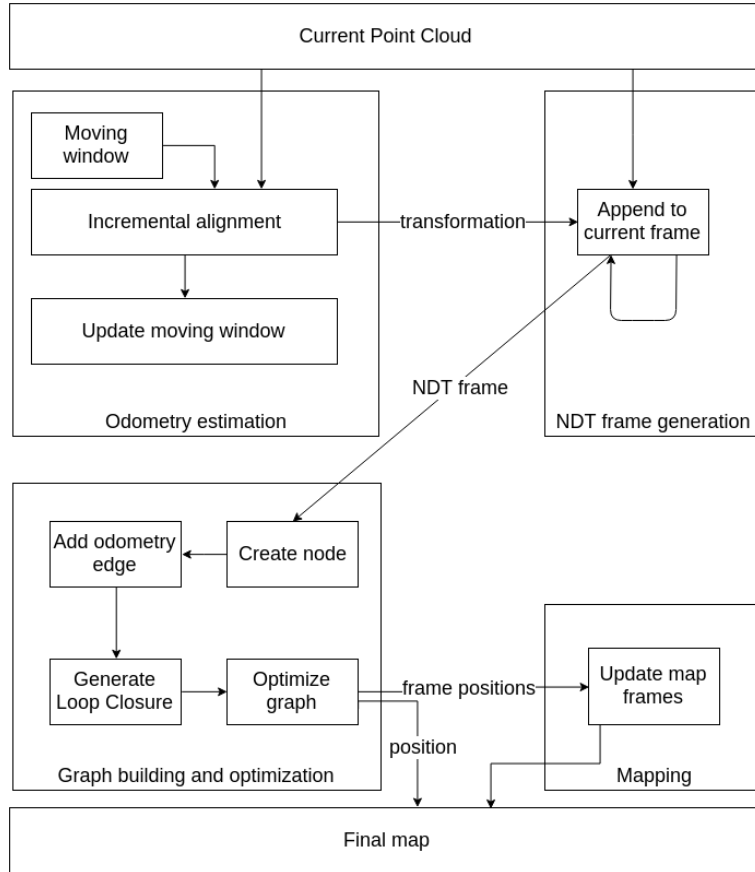 Current Point Cloud
Moving
window
Incremental alignment
transformation
Append to
current frame
Update moving window
NDT frame
Odometry estimation
NDT frame generation
Add odometry
edge
Create node
Generate
Loop Closure
Optimize
graph
frame positions
Update map
frames
position
Graph building and optimization
Mapping
Final map